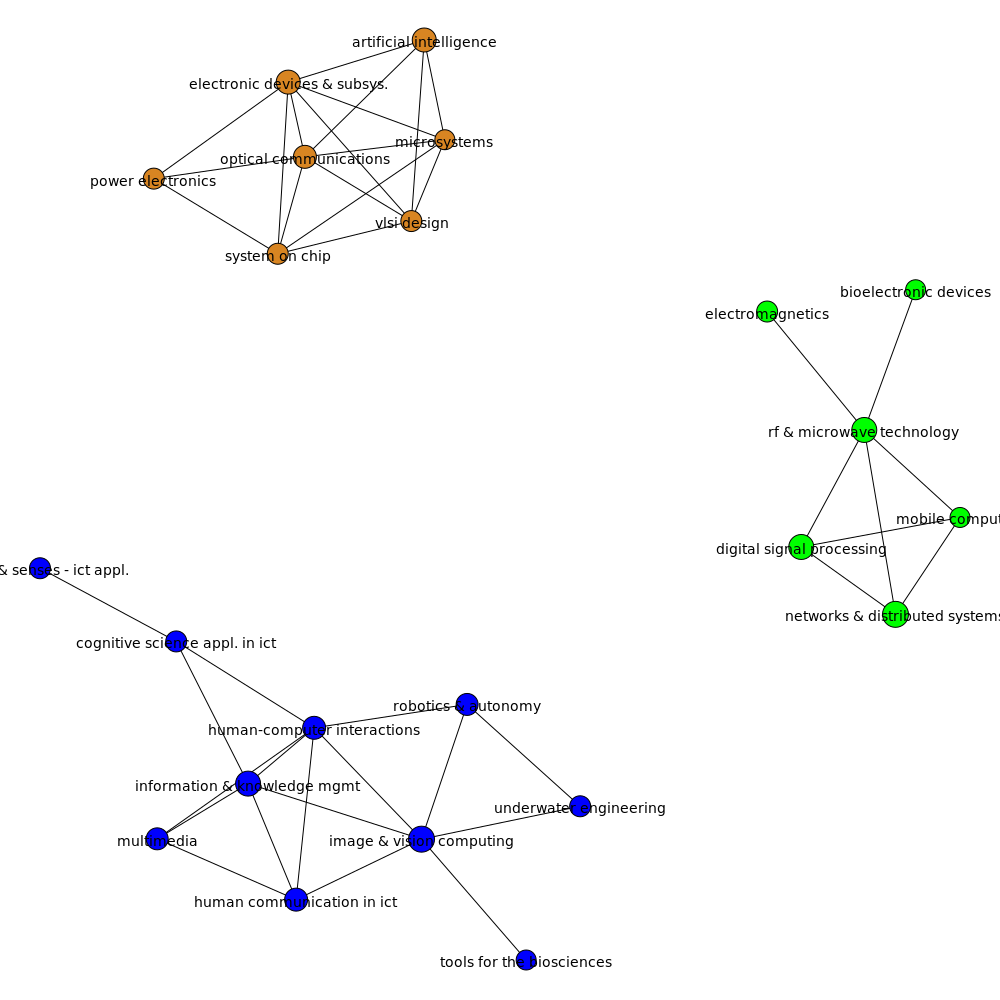 artificial intelligence
electronic devices & subsys.
microsystems
optical communications
power electronics
vlsi design
system on chip
bioelectronic devices
electromagnetics
rf & microwave technology
mobile comput
digital signal processing
& senses - ict appl.
networks & distributed systems
cognitive science appl. in ict
robotics & autonomy
human-computer interactions
information & knowledge mgmt
underwater engineering
multimedia
image & vision computing
human communication in ict
tools for the biosciences